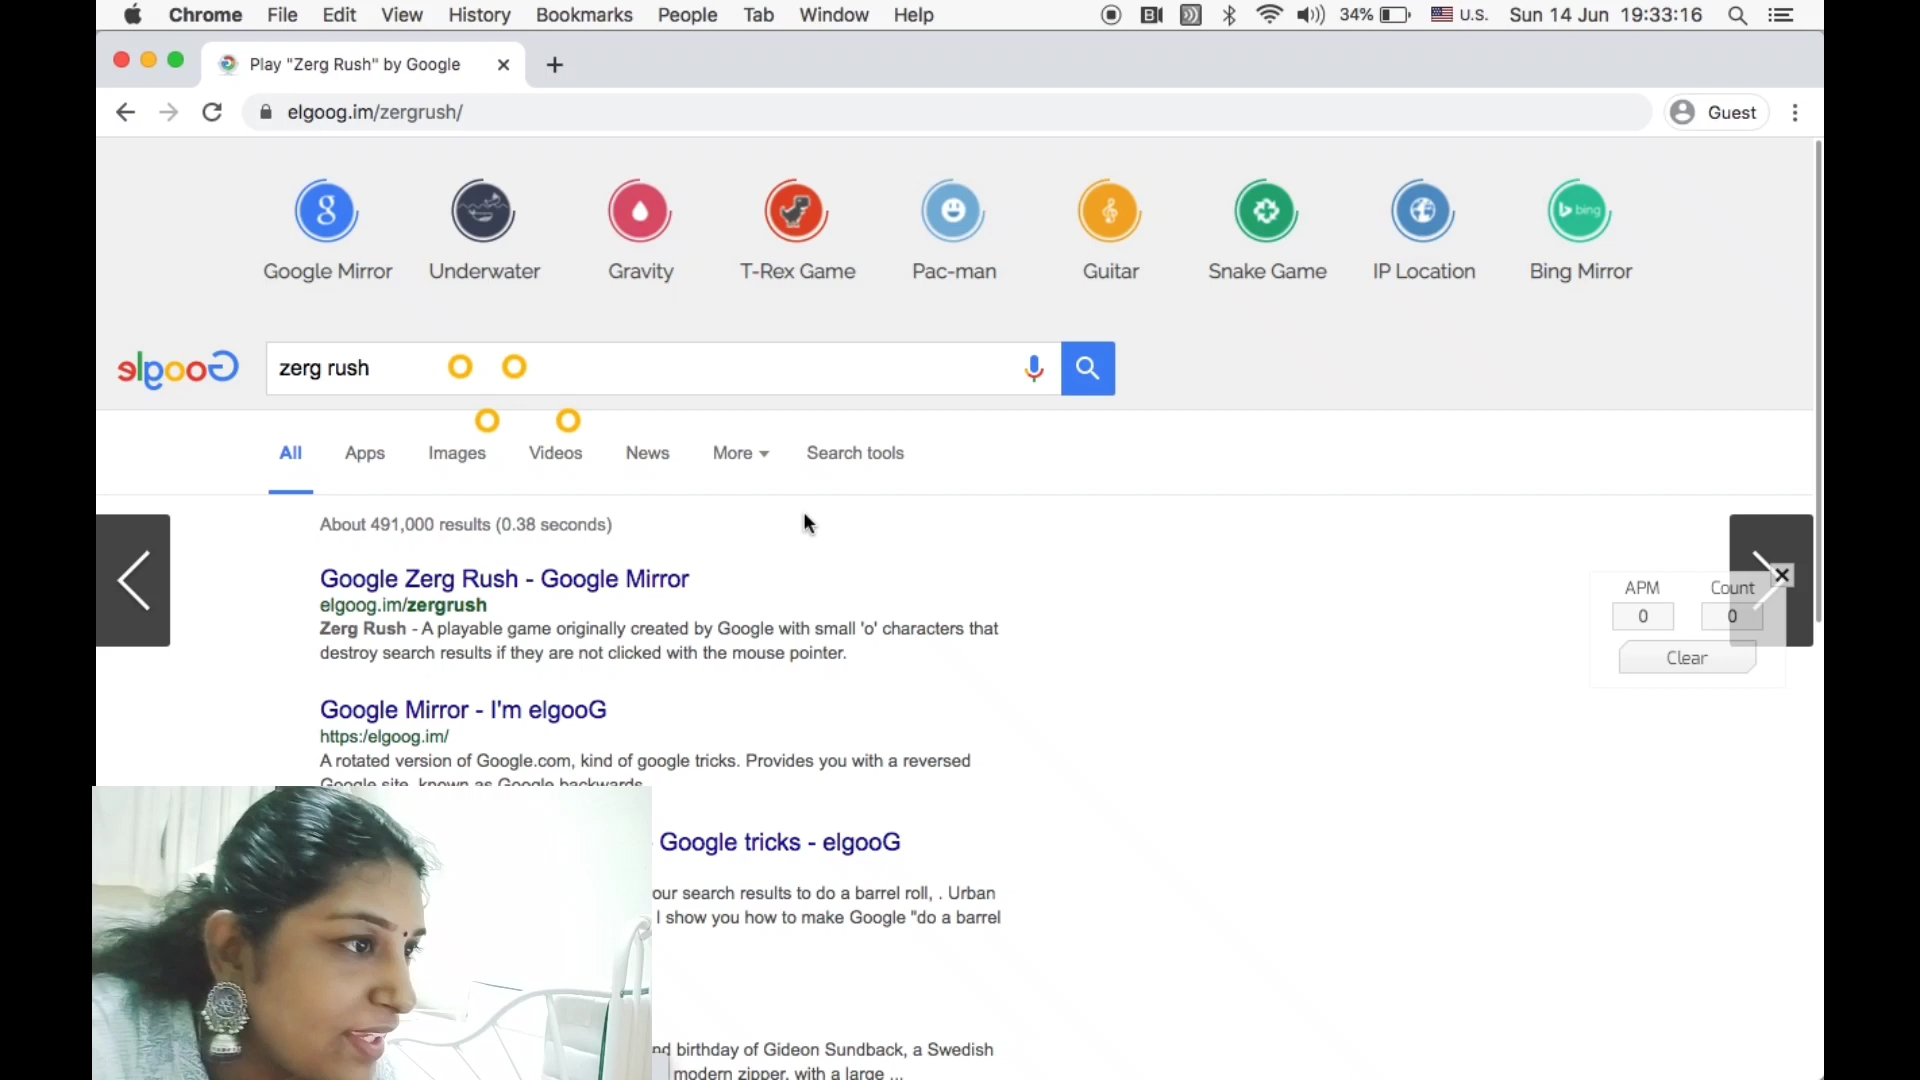 Chrome File Edit View History Bookmarks People Tab Window Help 34% U.S. Sun 14 Jun 19:33:16
Play "Zerg Rush" by Google
elgoog.im/zergrush/ Guest
g bing
Google Mirror Underwater Gravity T-Rex Game Pac-man Guitar Snake Game IP Location Bing Mirror
elgooG zerg rush
All Apps Images Videos News More Search tools
About 491,000 results (0.38 seconds)
Google Zerg Rush - Google Mirror
elgoog.im/zergrush
Zerg Rush - A playable game originally created by Google with small 'o' characters that
destroy search results if they are not clicked with the mouse pointer.
APM Count
0 0
Clear
Google Mirror - I'm elgooG
https:/elgoog.im/
A rotated version of Google.com, kind of google tricks. Provides you with a reversed
Google site, known as Google backwards.
Google tricks - elgooG
our search results to do a barrel roll, . Urban
I show you how to make Google "do a barrel
birthday of Gideon Sundback, a Swedish
modern zipper, with a large ...